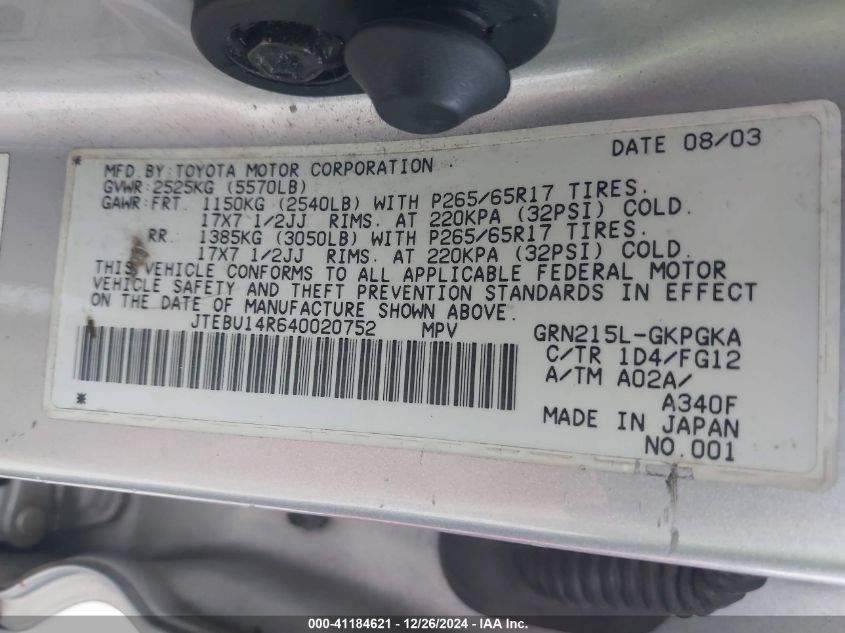 DATE 08/03
MFD BY:TOYOTA MOTOR CORPORATION
GVWR:2525KG (5570LB)
GAWR:FRT. 1150KG (2540LB) WITH P265/65R17 TIRES.
17X7 1/2JJ RIMS. AT 220KPA (32PSI) COLD.
RR. 1385KG (3050LB) WITH P265/65R17 TIRES.
17X7 1/2JJ RIMS. AT 220KPA (32PSI) COLD.
THIS VEHICLE CONFORMS TO ALL APPLICABLE FEDERAL MOTOR
VEHICLE SAFETY AND THEFT PREVENTION STANDARDS IN EFFECT
ON THE DATE OF MANUFACTURE SHOWN ABOVE.
JTEBU14R640020752 MPV GRN215L-GKPGKA
C/TR 1D4/FG12
A/TM A02A/
A340F
MADE IN JAPAN
NO.001
000-41184621 - 12/26/2024 - IAA Inc.